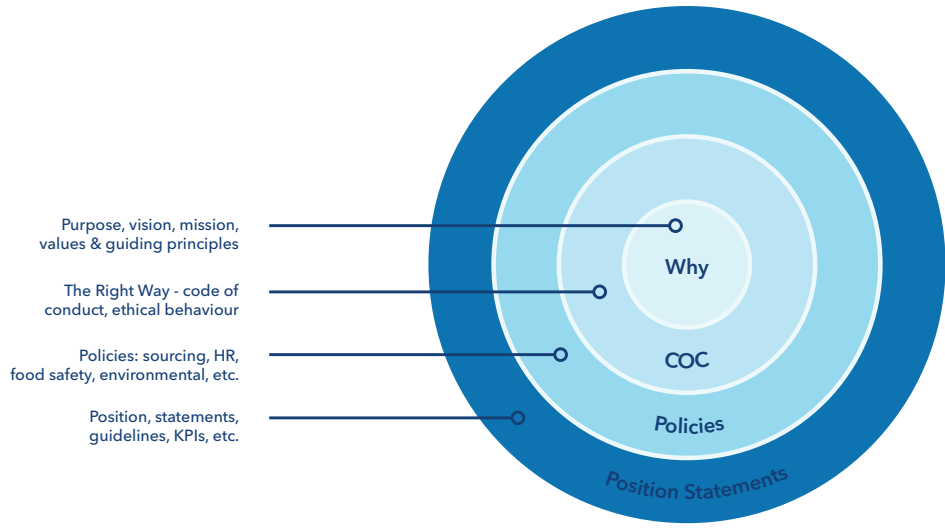 Purpose, vision, mission,
values & guiding principles
The Right Way - code of
conduct, ethical behaviour
Policies: sourcing, HR,
food safety, environmental, etc.
Position, statements,
guidelines, KPIs, etc.
Why
COC
Policies
Position Statements